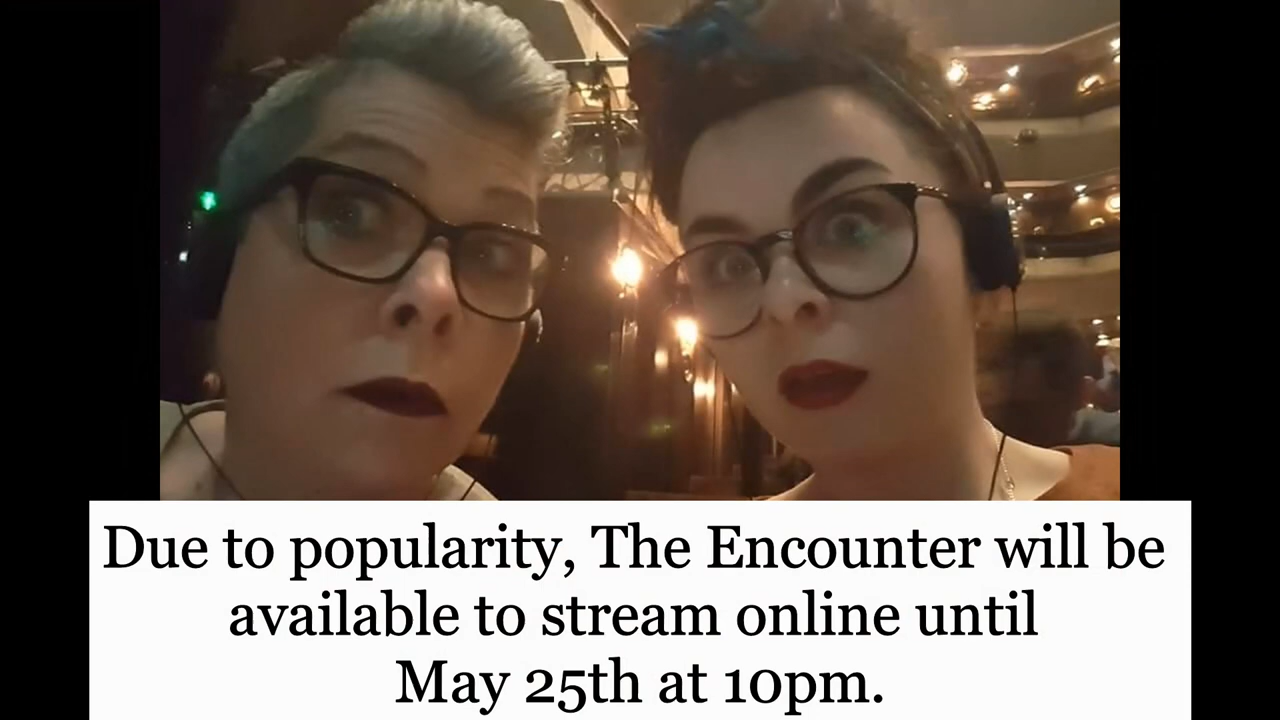 Due to popularity, The Encounter will be
available to stream online until
May 25th at 10pm.